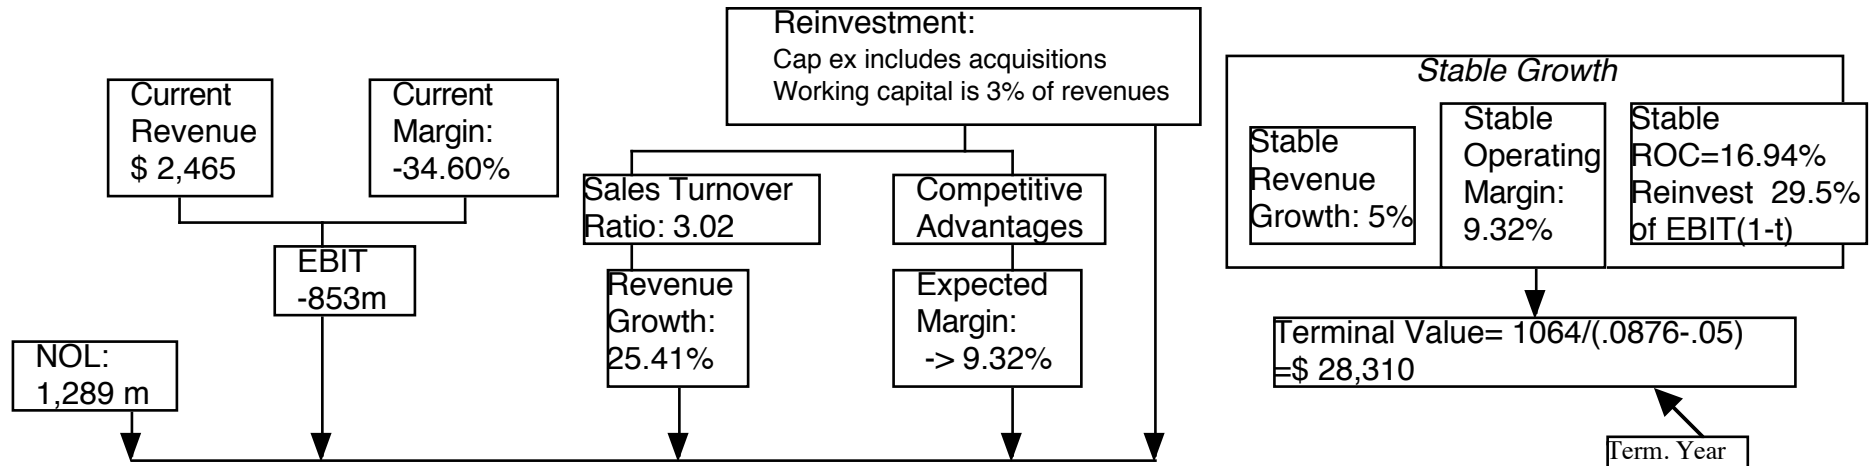 Reinvestment:
Cap ex includes acquisitions
Working capital is 3% of revenues
Stable Growth
Current
Revenue
$ 2,465
Current
Margin:
-34.60%
Stable
Revenue
Growth: 5%
Stable
Operating
Margin:
9.32%
Stable
ROC=16.94%
Reinvest 29.5%
of EBIT(1-t)
Sales Turnover
Ratio: 3.02
Competitive
Advantages
EBIT
-853m
Revenue
Growth:
25.41%
Expected
Margin:
-> 9.32%
NOL:
1,289 m
Terminal Value= 1064/(.0876-.05)
=$ 28,310
Term. Year